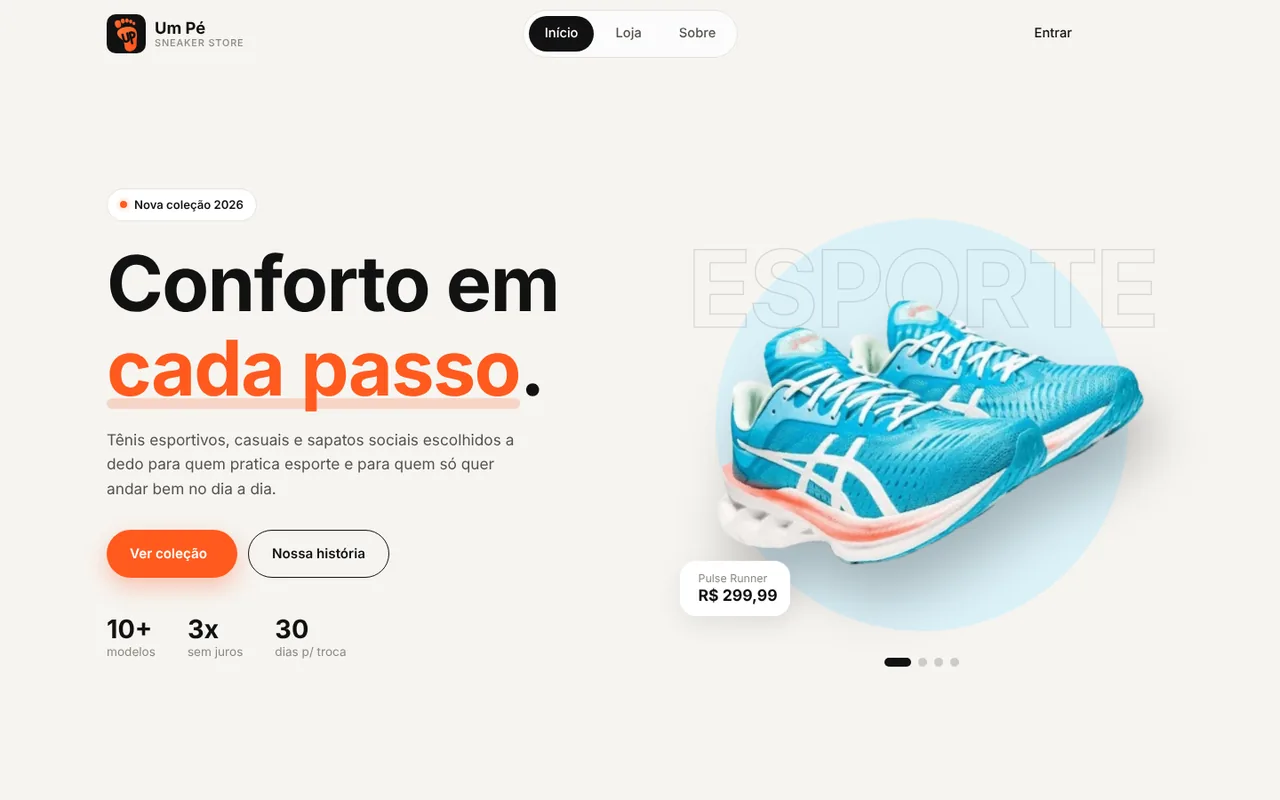 UP
Um Pé
SNEAKER STORE
Início
Loja
Sobre
Entrar
Nova coleção 2026
Conforto em
cada passo.
Tênis esportivos, casuais e sapatos sociais escolhidos a
dedo para quem pratica esporte e para quem só quer
andar bem no dia a dia.
Ver coleção
Nossa história
10+
modelos
3x
sem juros
30
dias p/ troca
ESPORTE
Pulse Runner
R$ 299,99